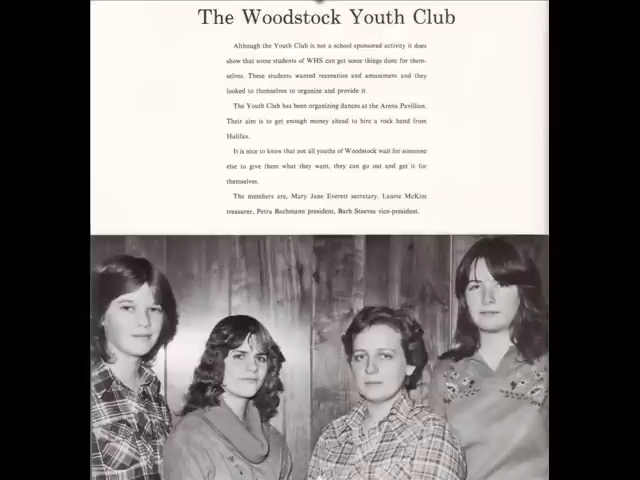 The Woodstock Youth Club
Although the Youth Club is not a school sponsored activity it does
show that some students of WHS can get some things done for them-
selves. These students wanted recreation and amusement and they
looked to themselves to organize and provide it.
The Youth Club has been organizing dances at the Arena Pavillion.
Their aim is to get enough money ahead to hire a rock band from
Halifax.
It is nice to know that not all youths of Woodstock wait for someone
else to give them what they want, they can go out and get it for
themselves.
The members are, Mary Jane Everett secretary, Laurie McKim
treasurer, Petra Bachmann president, Barb Steeves vice-president.